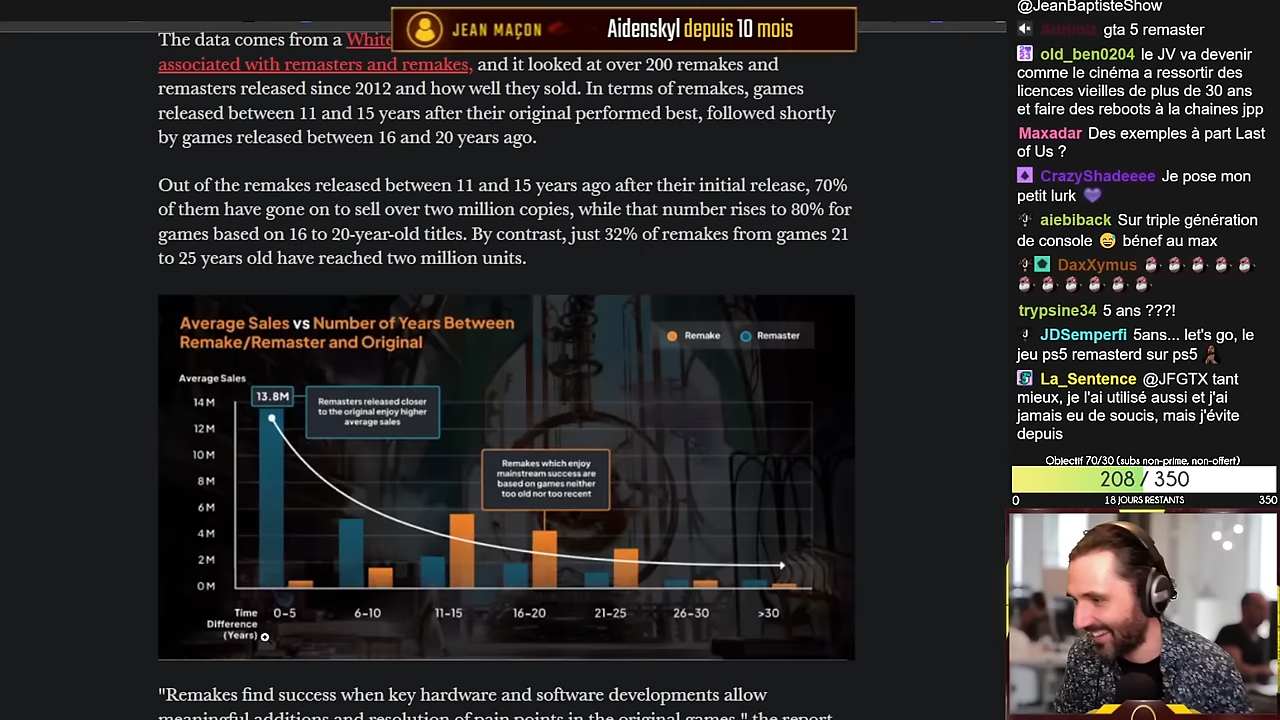 JEAN MAÇON
Aidenskyl depuis 10 mois
The data comes from a White
associated with remasters and remakes, and it looked at over 200 remakes and
remasters released since 2012 and how well they sold. In terms of remakes, games
released between 11 and 15 years after their original performed best, followed shortly
by games released between 16 and 20 years ago.
Out of the remakes released between 11 and 15 years ago after their initial release, 70%
of them have gone on to sell over two million copies, while that number rises to 80% for
games based on 16 to 20-year-old titles. By contrast, just 32% of remakes from games 21
to 25 years old have reached two million units.
Average Sales vs Number of Years Between
Remake/Remaster and Original
Remake
Remaster
Average Sales
13.8M
Remasters released closer
to the original enjoy higher
average sales
Remakes which enjoy
mainstream success are
based on games neither
too old nor too recent
14 M
12 M
10 M
8 M
6 M
4 M
2 M
0 M
Time
Difference
(Years)
0-5
6-10
11-15
16-20
21-25
26-30
>30
"Remakes find success when key hardware and software developments allow
meaningful additions and resolution of pain points in the original games," the report
@JeanBaptisteShow
gta 5 remaster
old_ben0204 le JV va devenir
comme le cinéma a ressortir des
licences vieilles de plus de 30 ans
et faire des reboots à la chaines jpp
Maxadar Des exemples à part Last
of Us ?
CrazyShadeeee Je pose mon
petit lurk
aiebiback Sur triple génération
de console bénef au max
DaxXymus
trypsine34 5 ans ???!
JDSemperfi 5ans... let's go, le
jeu ps5 remasterd sur ps5
La_Sentence @JFGTX tant
mieux, je l'ai utilisé aussi et j'ai
jamais eu de soucis, mais j'évite
depuis
Objectif 70/30 (subs non-prime, non-offert)
208 / 350
0
18 JOURS RESTANTS
350